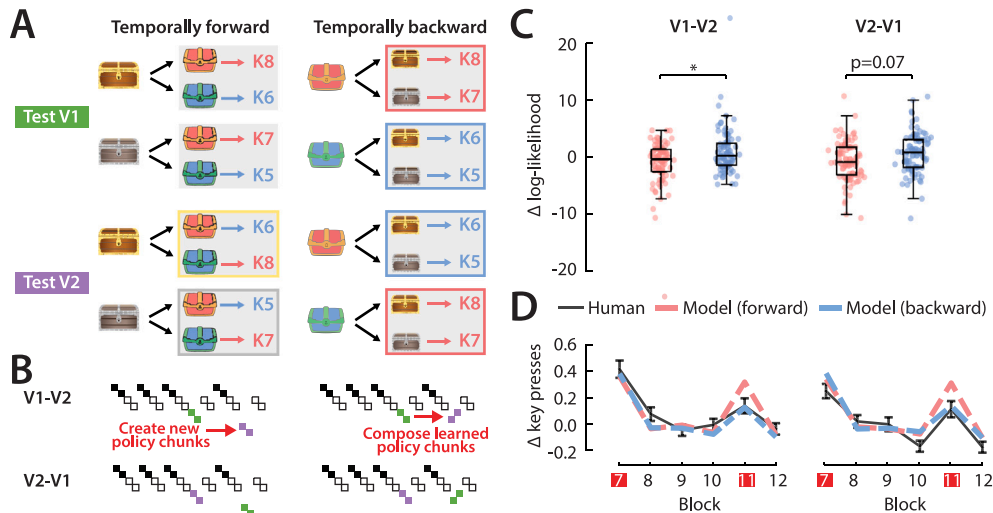 A
Temporally forward
Temporally backward
Test V1
K8
K6
K8
K7
K7
K5
K6
K5
Test V2
K6
K8
K6
K5
K5
K7
K8
K7
B
V1-V2
Create new
policy chunks
Compose learned
policy chunks
V2-V1
C
V1-V2
V2-V1
Δ log-likelihood
20
10
0
-10
-20
*
p=0.07
D
Human
Model (forward)
Model (backward)
Δ key presses
0.6
0.4
0.2
0.0
-0.2
7 8 9 10 11 12
7 8 9 10 11 12
Block
Block